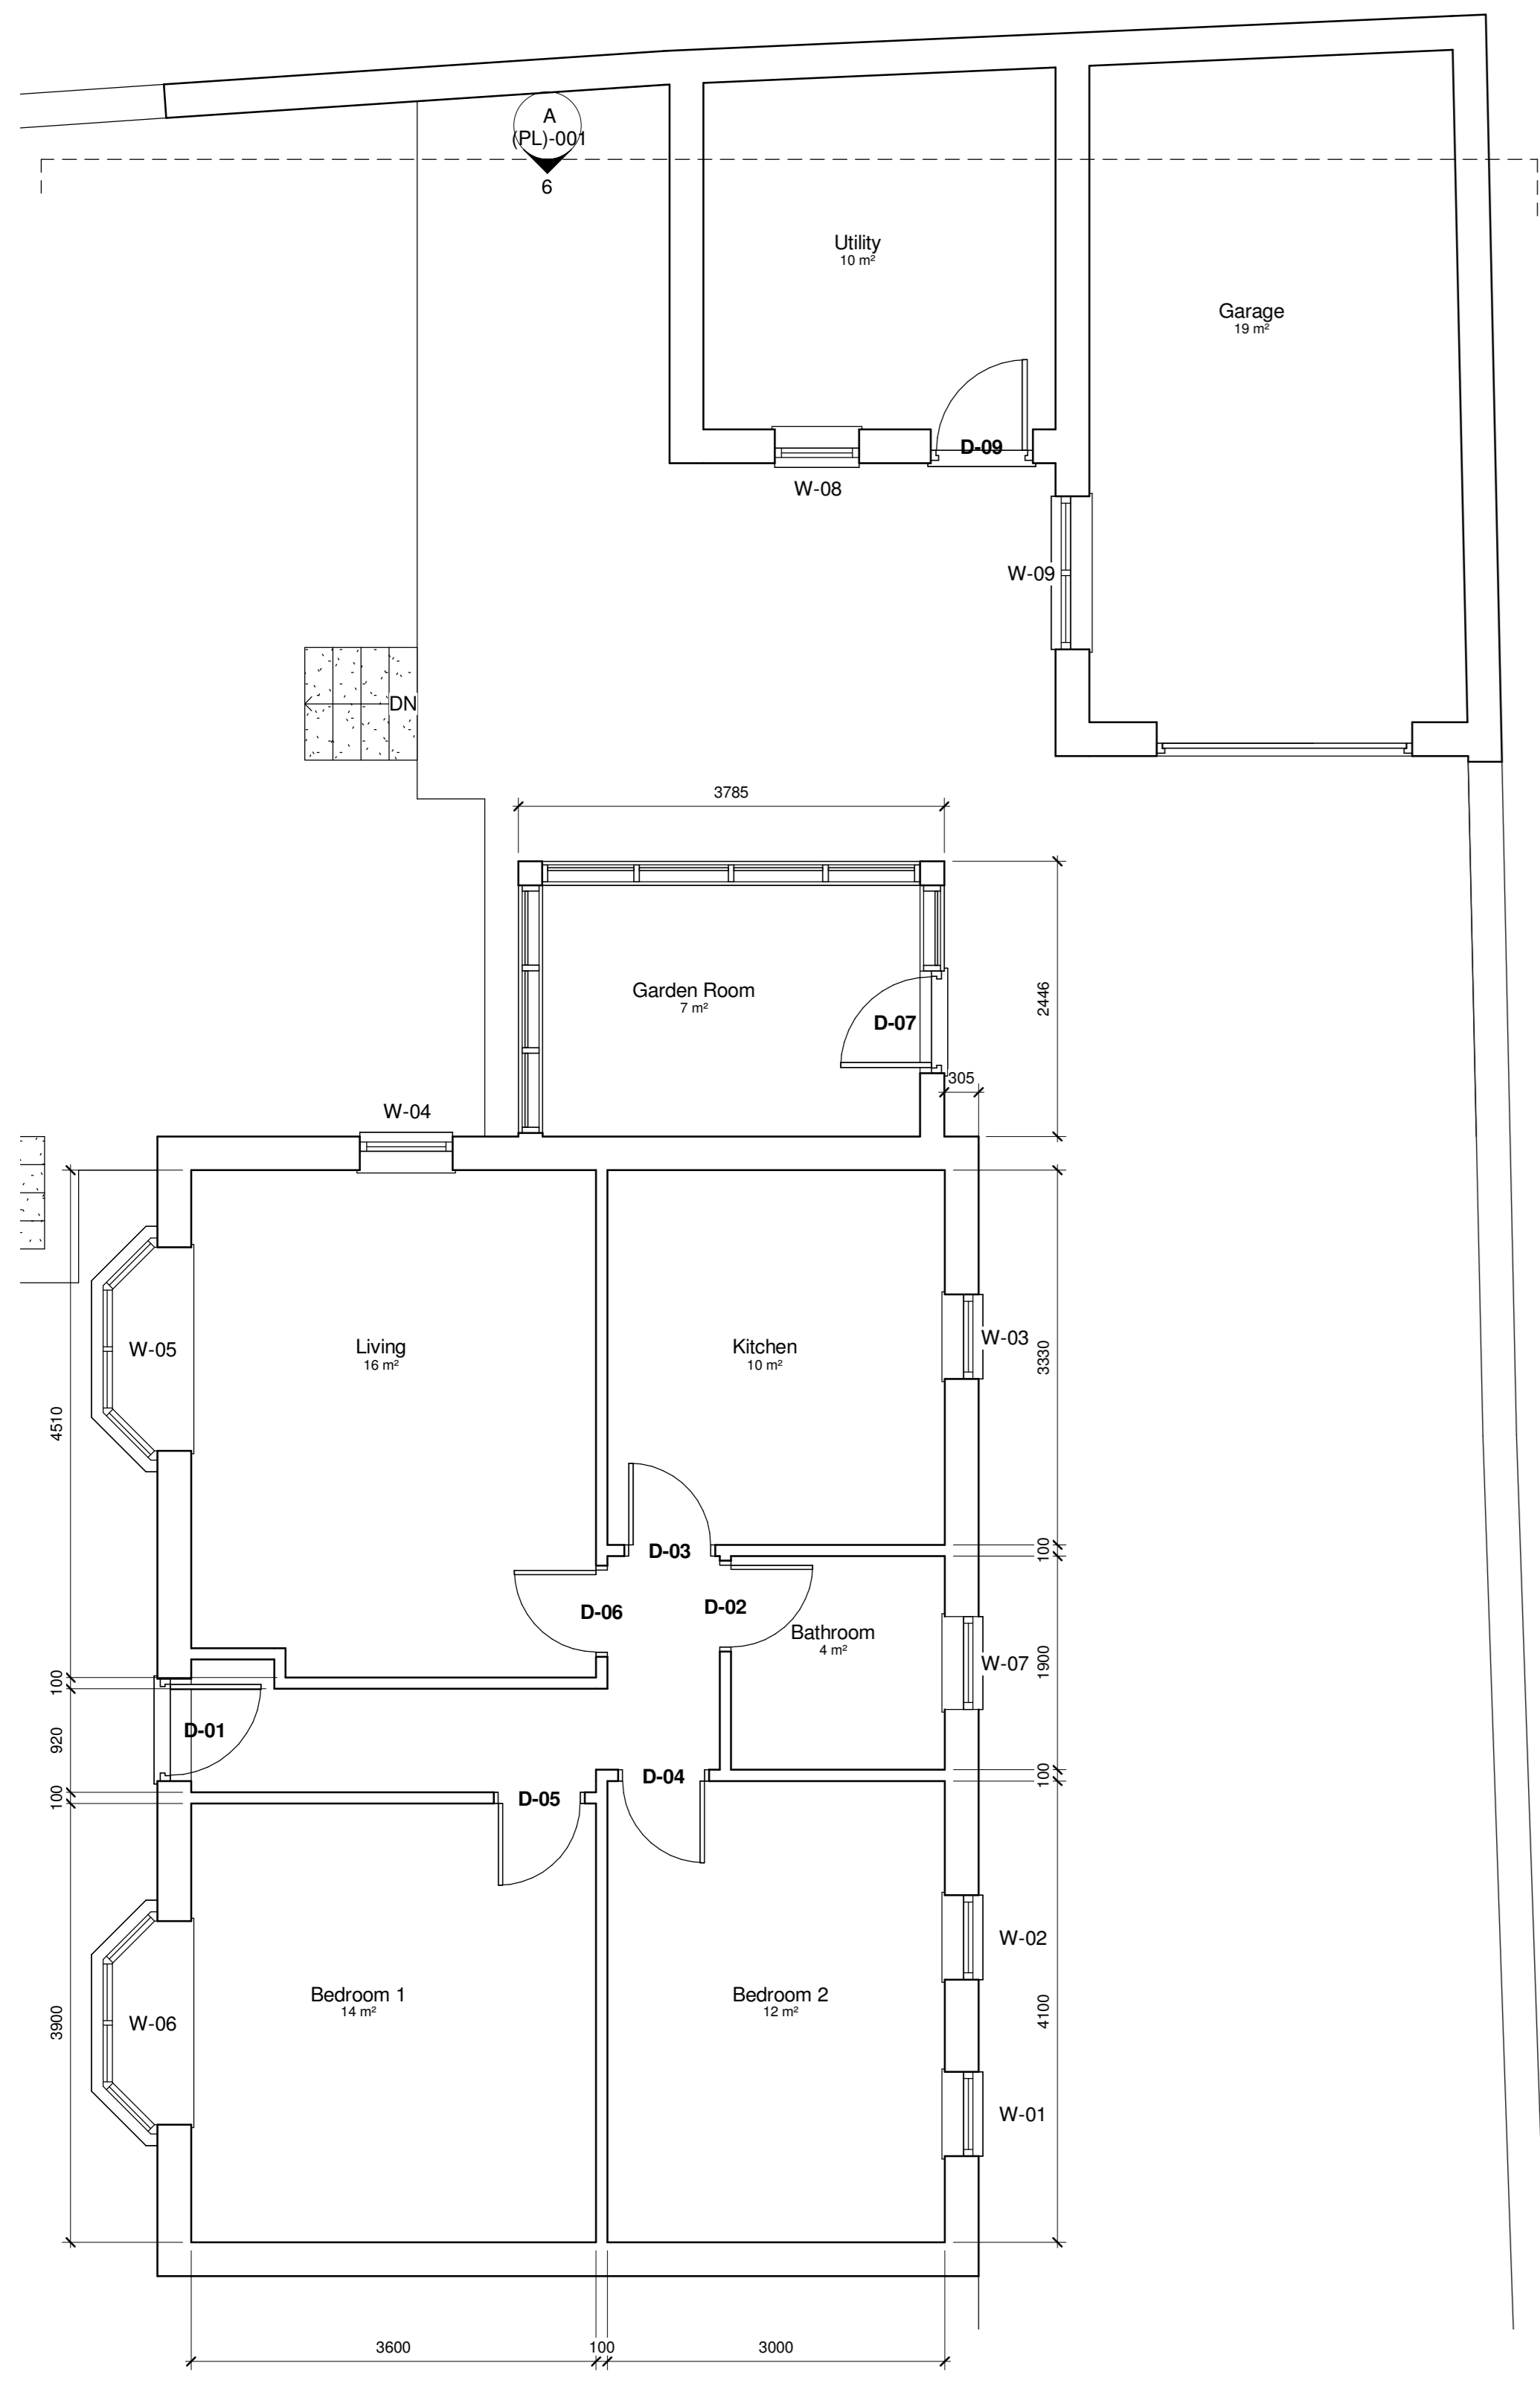 A
(PL)-001
6
Utility
10 m²
Garage
19 m²
D-09
W-08
W-09
DN
3785
Garden Room
7 m²
2446
D-07
305
W-04
W-05
Living
16 m²
Kitchen
10 m²
W-03
3330
4510
D-03
100
D-06
D-02
Bathroom
4 m²
W-07
1900
100
D-01
920
D-04
100
D-05
100
Bedroom 1
14 m²
Bedroom 2
12 m²
W-02
W-06
3900
4100
W-01
3600
100
3000